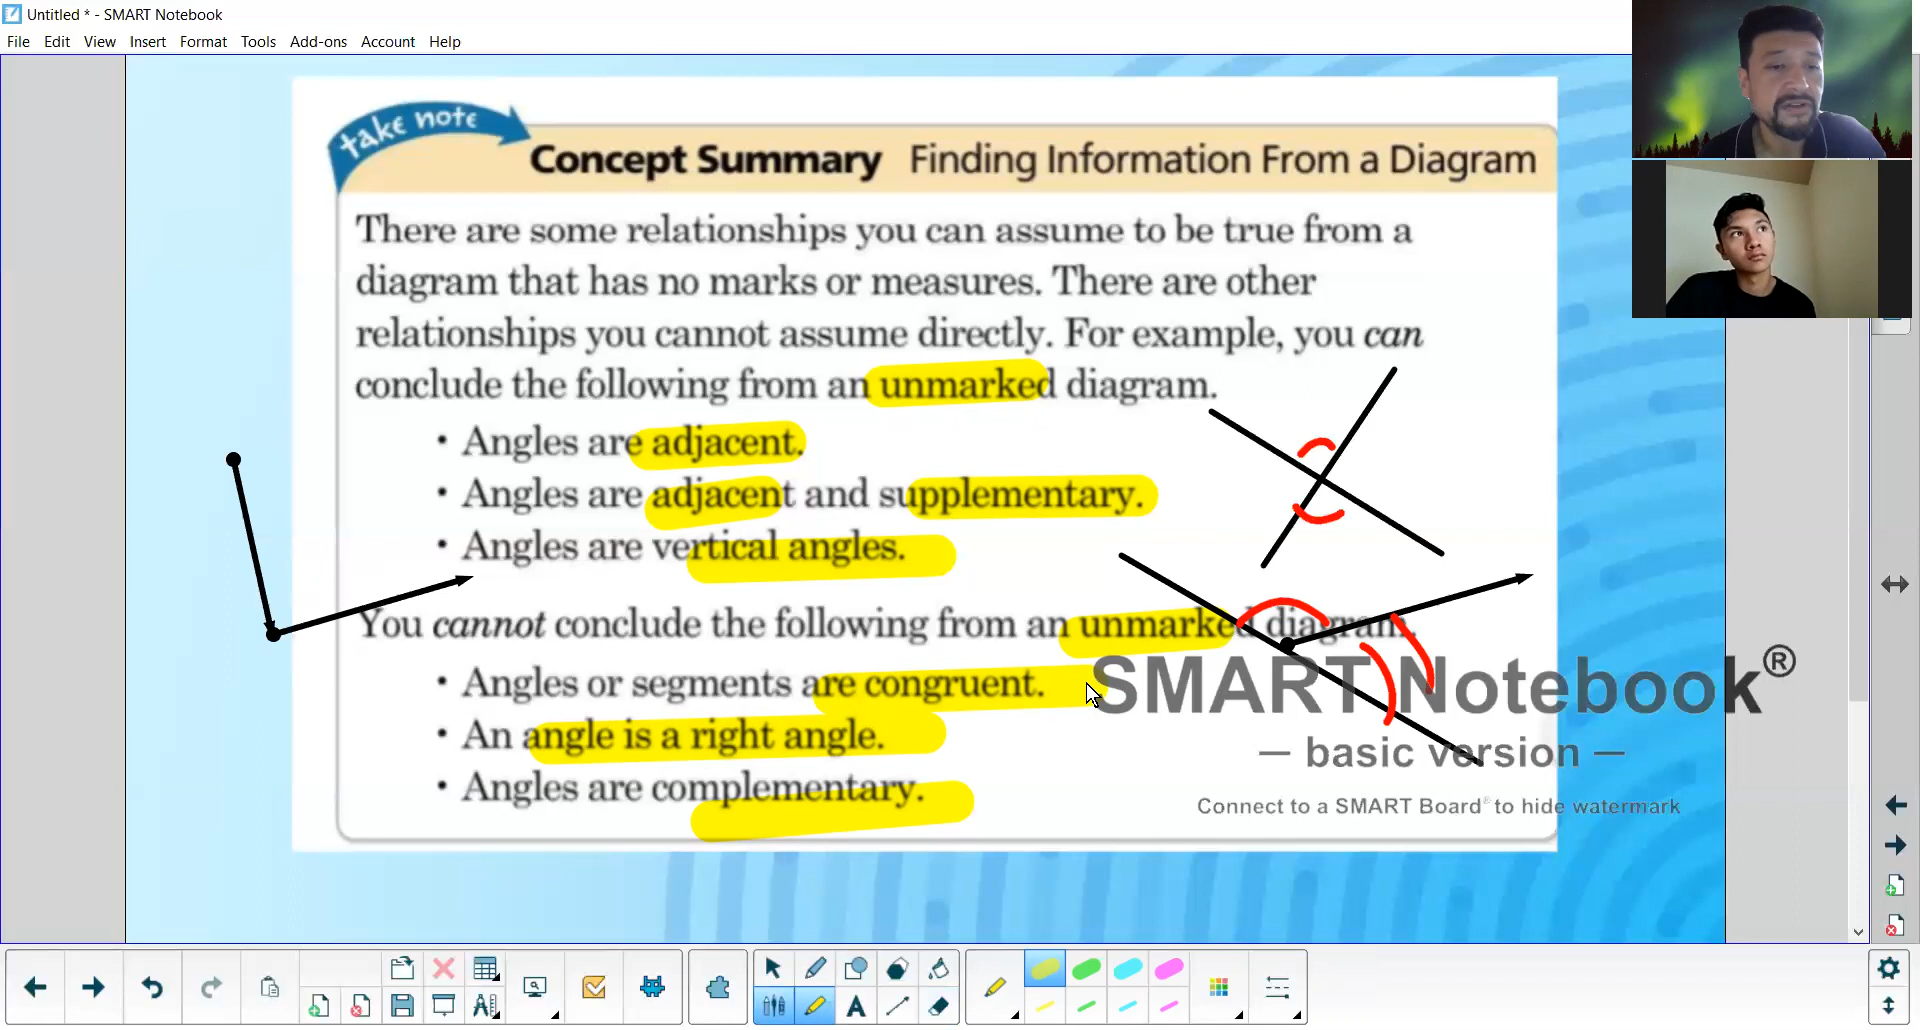 Untitled * - SMART Notebook
File Edit View Insert Format Tools Add-ons Account Help
take note
Concept Summary Finding Information From a Diagram
There are some relationships you can assume to be true from a
diagram that has no marks or measures. There are other
relationships you cannot assume directly. For example, you can
conclude the following from an unmarked diagram.
• Angles are adjacent.
• Angles are adjacent and supplementary.
• Angles are vertical angles.
You cannot conclude the following from an unmarked diagram.
• Angles or segments are congruent.
• An angle is a right angle.
• Angles are complementary.
SMART Notebook®
— basic version —
Connect to a SMART Board® to hide watermark